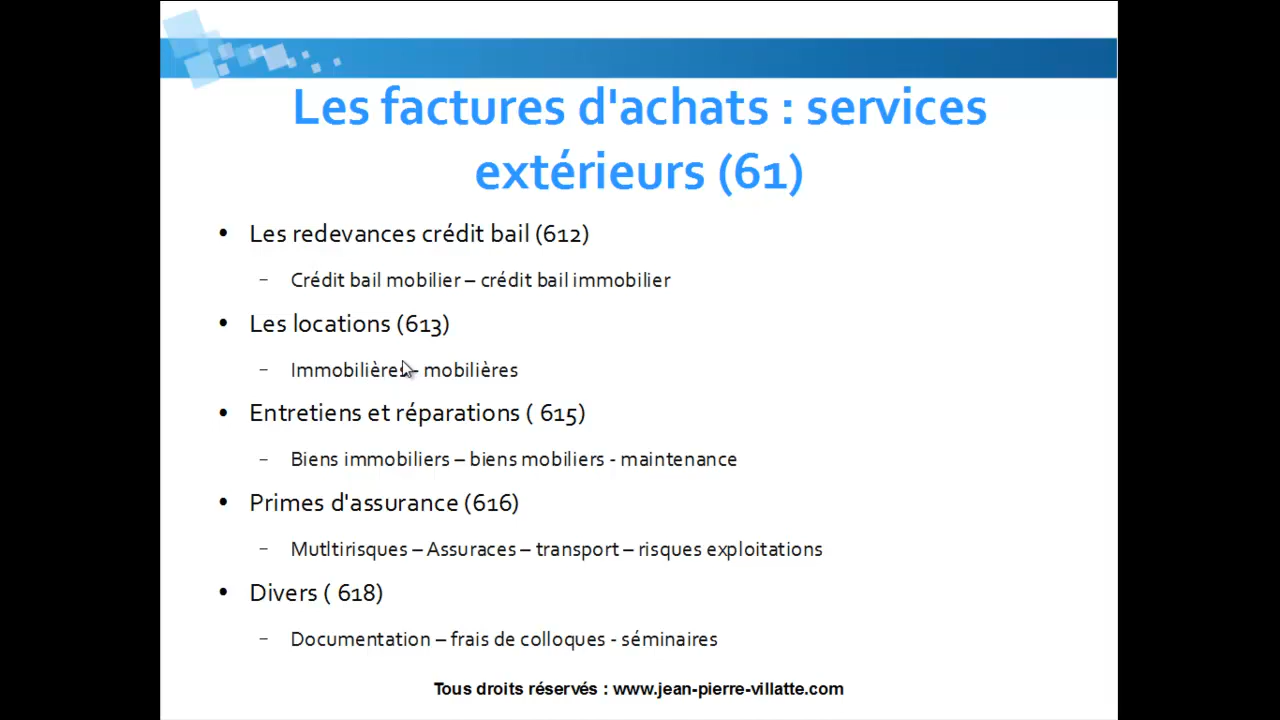 Les factures d'achats : services
extérieurs (61)
• Les redevances crédit bail (612)
– Crédit bail mobilier – crédit bail immobilier
• Les locations (613)
– Immobilières - mobilières
• Entretiens et réparations ( 615)
– Biens immobiliers – biens mobiliers - maintenance
• Primes d'assurance (616)
– Mutltirisques – Assuraces – transport – risques exploitations
• Divers ( 618)
– Documentation – frais de colloques - séminaires
Tous droits réservés : www.jean-pierre-villatte.com